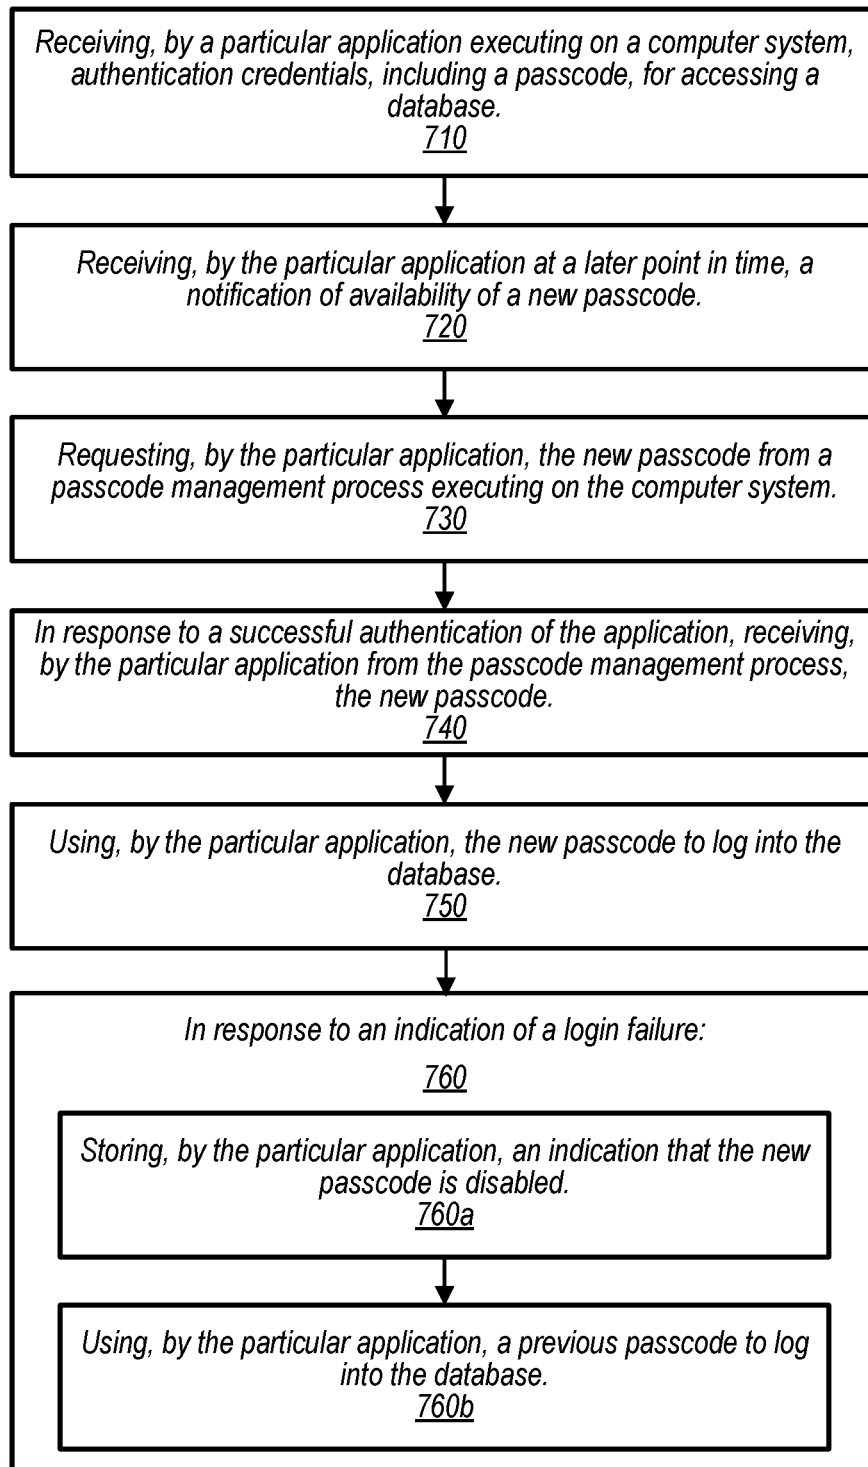 Receiving, by a particular application executing on a computer system,
authentication credentials, including a passcode, for accessing a
database.
710
Receiving, by the particular application at a later point in time, a
notification of availability of a new passcode.
720
Requesting, by the particular application, the new passcode from a
passcode management process executing on the computer system.
730
In response to a successful authentication of the application, receiving,
by the particular application from the passcode management process,
the new passcode.
740
Using, by the particular application, the new passcode to log into the
database.
750
In response to an indication of a login failure:
760
Storing, by the particular application, an indication that the new
passcode is disabled.
760a
Using, by the particular application, a previous passcode to log
into the database.
760b